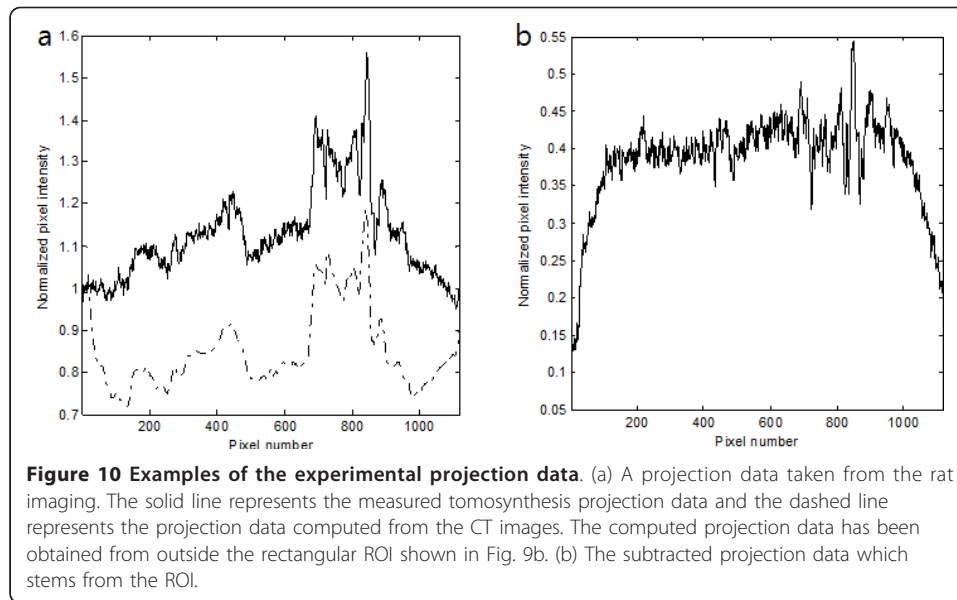 a
1.6
1.5
1.4
1.3
1.2
1.1
1
0.9
0.8
0.7
200 400 600 800 1000
Pixel number
Normalized pixel intensity
b
0.55
0.5
0.45
0.4
0.35
0.3
0.25
0.2
0.15
0.1
0.05
200 400 600 800 1000
Pixel number
Normalized pixel intensity
Figure 10 Examples of the experimental projection data. (a) A projection data taken from the rat
imaging. The solid line represents the measured tomosynthesis projection data and the dashed line
represents the projection data computed from the CT images. The computed projection data has been
obtained from outside the rectangular ROI shown in Fig. 9b. (b) The subtracted projection data which
stems from the ROI.